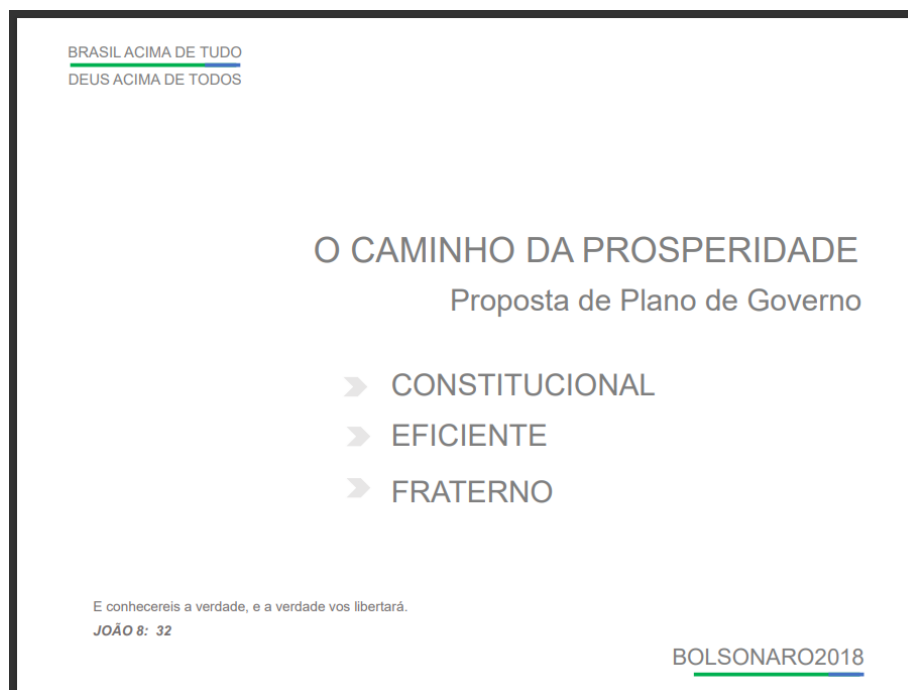 BRASIL ACIMA DE TUDO
DEUS ACIMA DE TODOS
O CAMINHO DA PROSPERIDADE
Proposta de Plano de Governo
CONSTITUCIONAL
EFICIENTE
FRATERNO
E conhecereis a verdade, e a verdade vos libertará.
JOÃO 8: 32
BOLSONARO2018